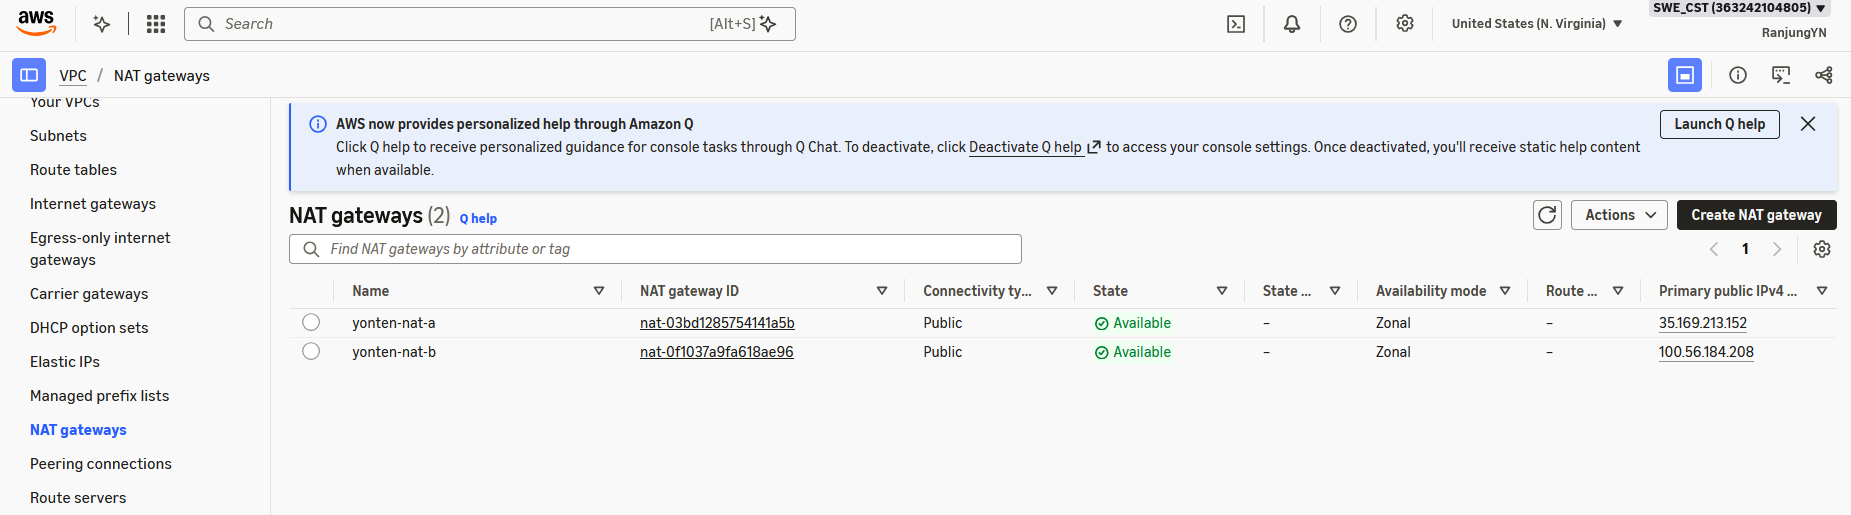 aws
Search
[Alt+S]
United States (N. Virginia)
SWE_CST (363242104805)
RanjungYN
VPC / NAT gateways
Your VPCs
Subnets
Route tables
Internet gateways
Egress-only internet
gateways
Carrier gateways
DHCP option sets
Elastic IPs
Managed prefix lists
NAT gateways
Peering connections
Route servers
AWS now provides personalized help through Amazon Q
Click Q help to receive personalized guidance for console tasks through Q Chat. To deactivate, click Deactivate Q help to access your console settings. Once deactivated, you'll receive static help content
when available.
Launch Q help
NAT gateways (2) Q help
Actions
Create NAT gateway
Find NAT gateways by attribute or tag
1
Name NAT gateway ID Connectivity ty... State State ... Availability mode Route ... Primary public IPv4 ...
yonten-nat-a nat-03bd1285754141a5b Public Available – Zonal – 35.169.213.152
yonten-nat-b nat-0f1037a9fa618ae96 Public Available – Zonal – 100.56.184.208